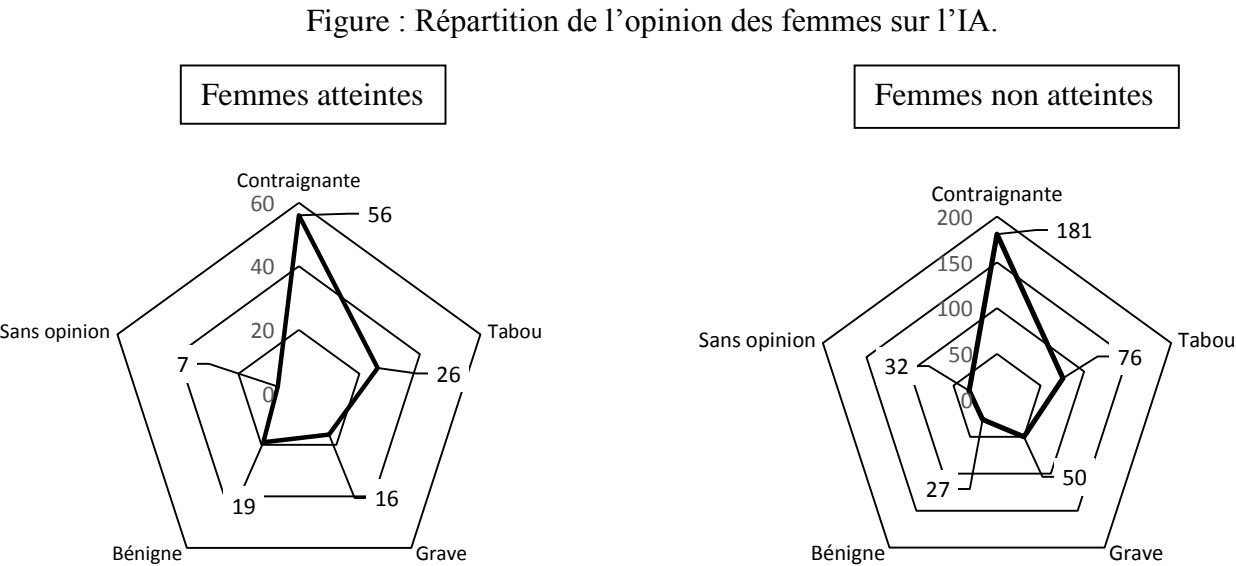 Figure : Répartition de l’opinion des femmes sur l’IA.
Femmes atteintes
Contraignante
60
56
40
20
0
Sans opinion
Tabou
7
26
19
16
Bénigne
Grave
Femmes non atteintes
Contraignante
200
181
150
100
50
0
Sans opinion
Tabou
32
76
27
50
Bénigne
Grave